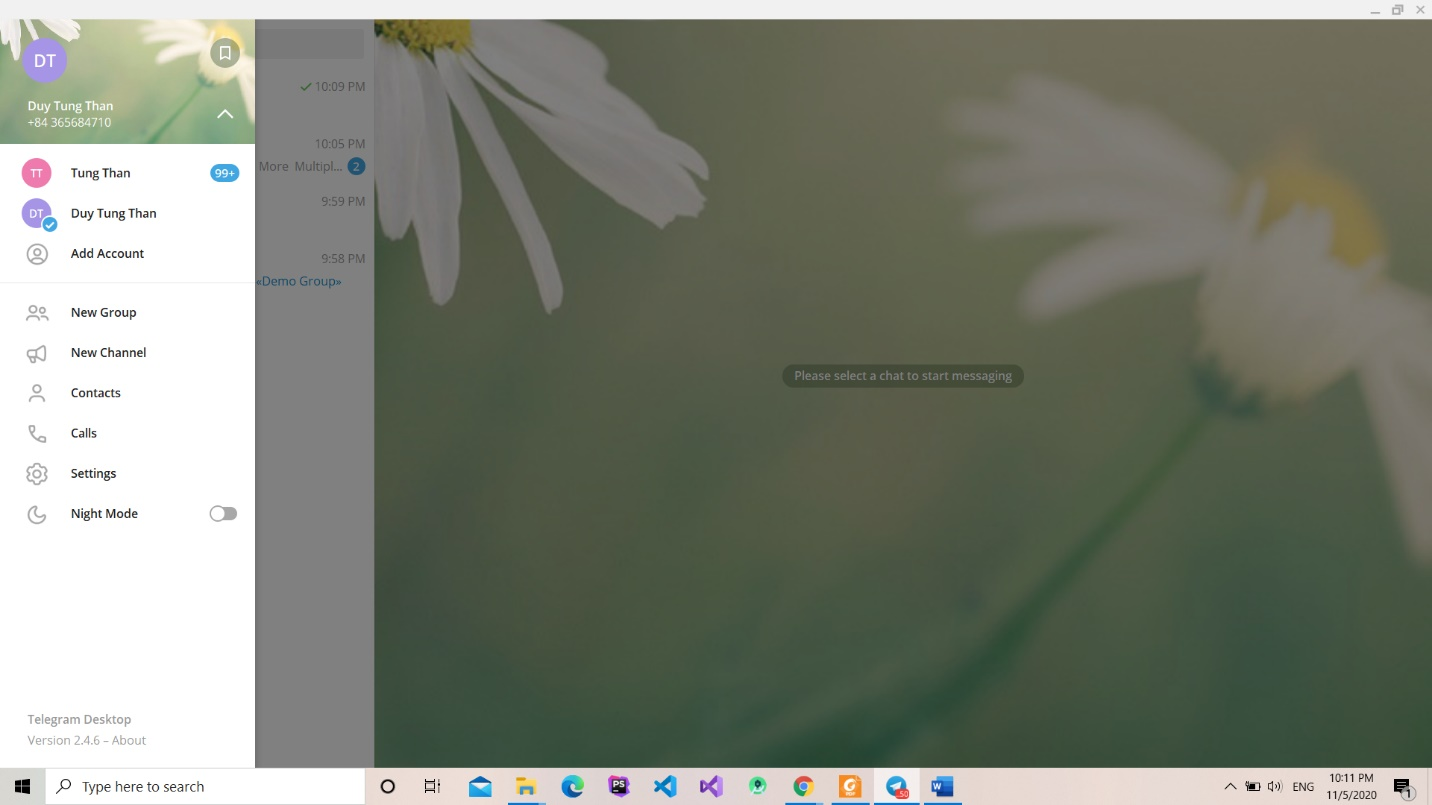 DT
Duy Tung Than
+84 365684710
TT Tung Than 99+
DT Duy Tung Than
Add Account
New Group
New Channel
Contacts
Calls
Settings
Night Mode
Telegram Desktop
Version 2.4.6 – About
10:09 PM
10:05 PM
More Multipl... 2
9:59 PM
9:58 PM
«Demo Group»
Please select a chat to start messaging
Type here to search
PS
.50
ENG
10:11 PM
11/5/2020
1